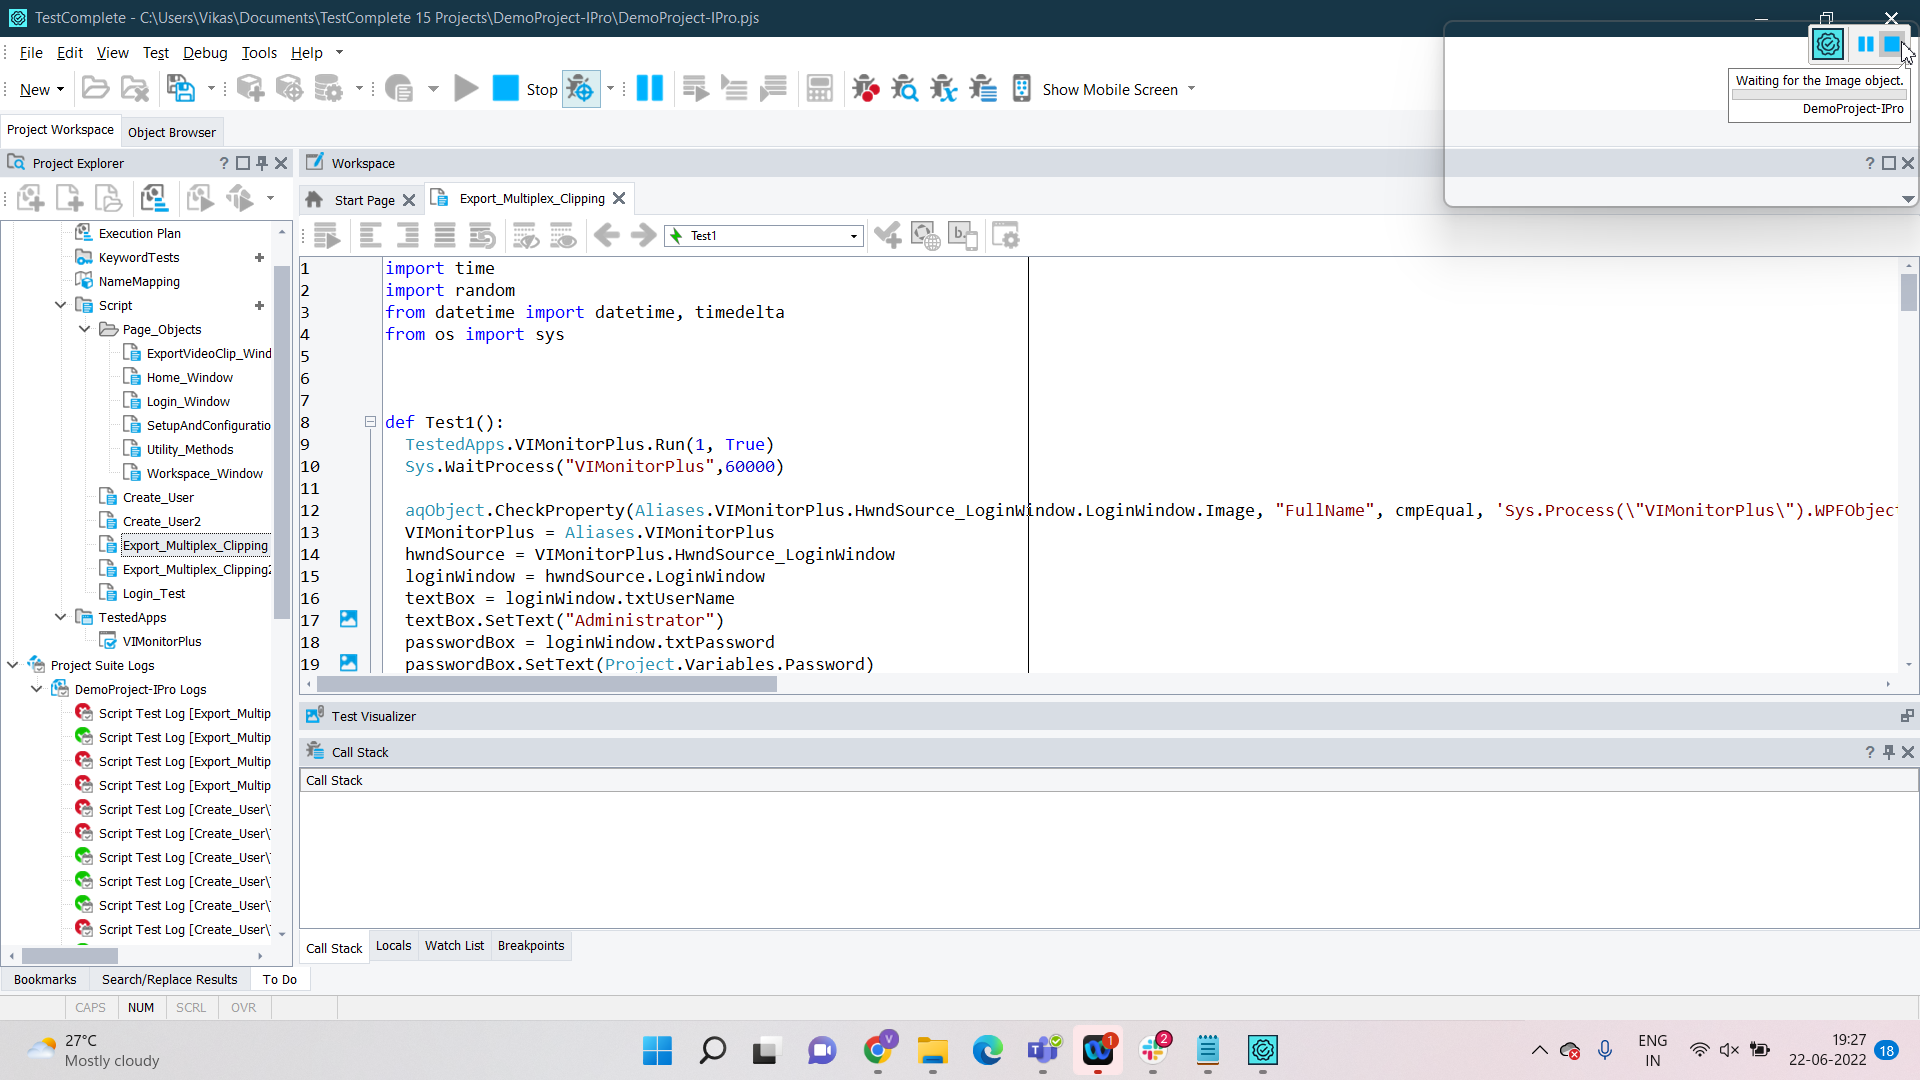 TestComplete - C:\Users\Vikas\Documents\TestComplete 15 Projects\DemoProject-IPro\DemoProject-IPro.pjs
File Edit View Test Debug Tools Help
Waiting for the Image object.
DemoProject-IPro
New Stop Show Mobile Screen
Project Workspace Object Browser
Project Explorer ?
Workspace ?
Start Page Export_Multiplex_Clipping
Test1
b.
Execution Plan
KeywordTests
NameMapping
Script
Page_Objects
ExportVideoClip_Wind
Home_Window
Login_Window
SetupAndConfiguratio
Utility_Methods
Workspace_Window
Create_User
Create_User2
Export_Multiplex_Clipping
Export_Multiplex_Clipping2
Login_Test
TestedApps
VIMonitorPlus
Project Suite Logs
DemoProject-IPro Logs
Script Test Log [Export_Multip
Script Test Log [Export_Multip
Script Test Log [Export_Multip
Script Test Log [Export_Multip
Script Test Log [Create_User\
Script Test Log [Create_User\
Script Test Log [Create_User\
Script Test Log [Create_User\
Script Test Log [Create_User\
Script Test Log [Create_User\
1 import time
2 import random
3 from datetime import datetime, timedelta
4 from os import sys
5
6
7
8 def Test1():
9 TestedApps.VIMonitorPlus.Run(1, True)
10 Sys.WaitProcess("VIMonitorPlus",60000)
11
12 aqObject.CheckProperty(Aliases.VIMonitorPlus.HwndSource_LoginWindow.LoginWindow.Image, "FullName", cmpEqual, 'Sys.Process(\"VIMonitorPlus\").WPFObjec
13 VIMonitorPlus = Aliases.VIMonitorPlus
14 hwndSource = VIMonitorPlus.HwndSource_LoginWindow
15 loginWindow = hwndSource.LoginWindow
16 textBox = loginWindow.txtUserName
17 textBox.SetText("Administrator")
18 passwordBox = loginWindow.txtPassword
19 passwordBox.SetText(Project.Variables.Password)
Test Visualizer
Call Stack ?
Call Stack
Call Stack Locals Watch List Breakpoints
Bookmarks Search/Replace Results To Do
CAPS NUM SCRL OVR
27°C
Mostly cloudy
V
1
2
ENG
IN
19:27
22-06-2022
18